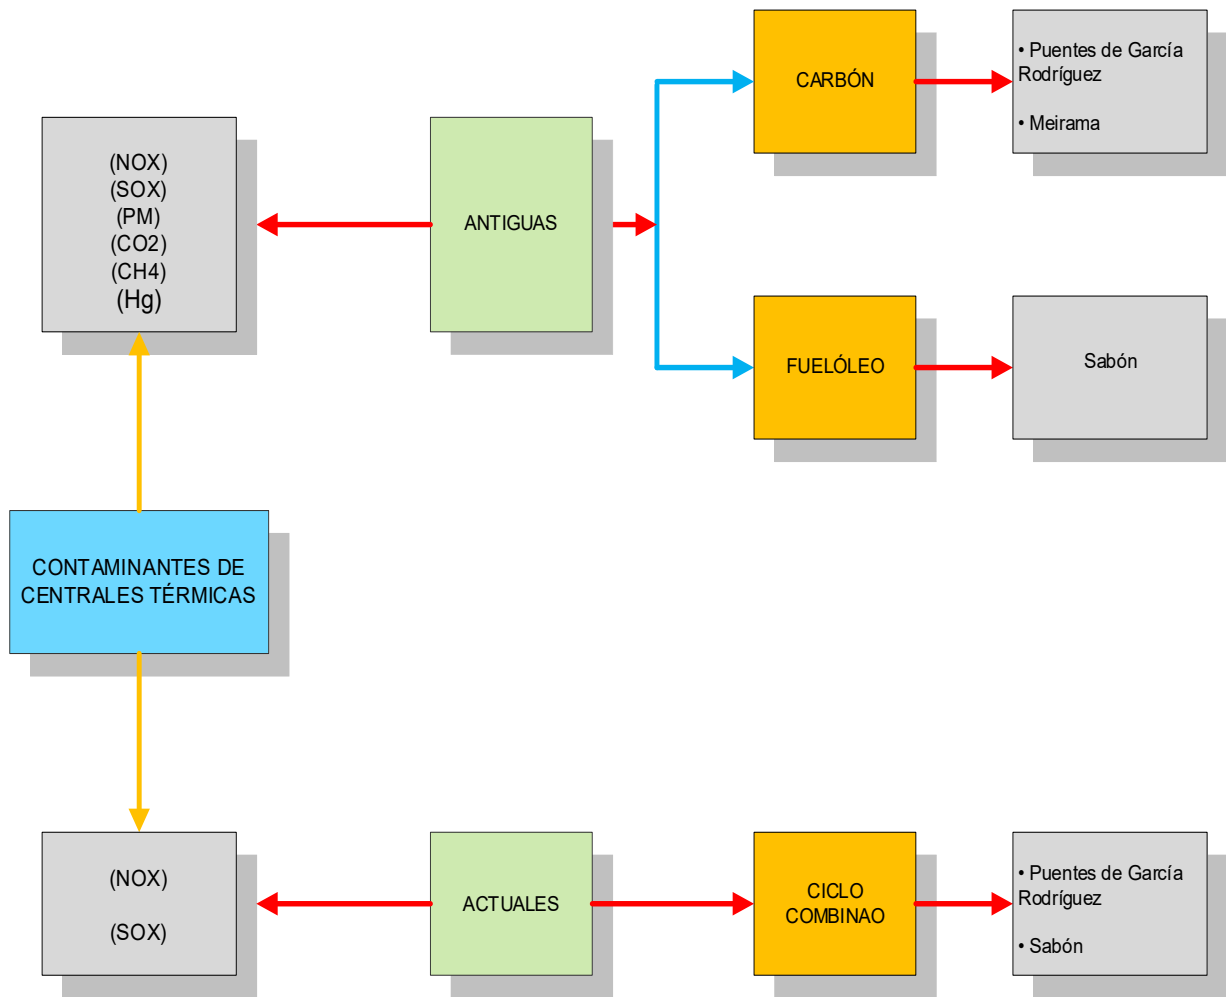 CARBÓN
• Puentes de García
Rodríguez
• Meirama
(NOX)
(SOX)
(PM)
(CO2)
(CH4)
(Hg)
ANTIGUAS
FUELÓLEO
Sabón
CONTAMINANTES DE
CENTRALES TÉRMICAS
(NOX)
(SOX)
ACTUALES
CICLO
COMBINAO
• Puentes de García
Rodríguez
• Sabón